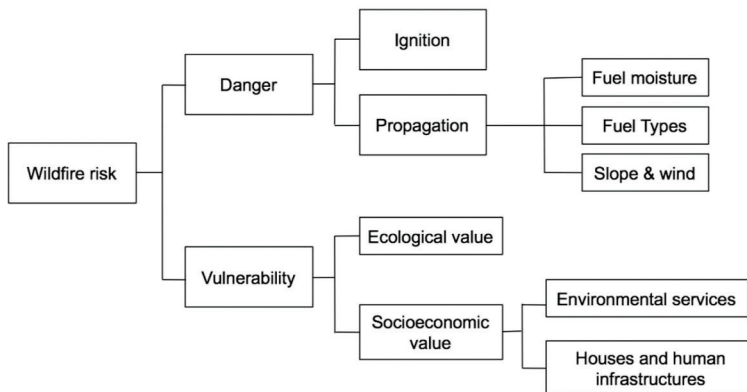 Ignition
Danger
Fuel moisture
Propagation
Fuel Types
Wildfire risk
Slope & wind
Ecological value
Vulnerability
Environmental services
Socioeconomic
value
Houses and human
infrastructures